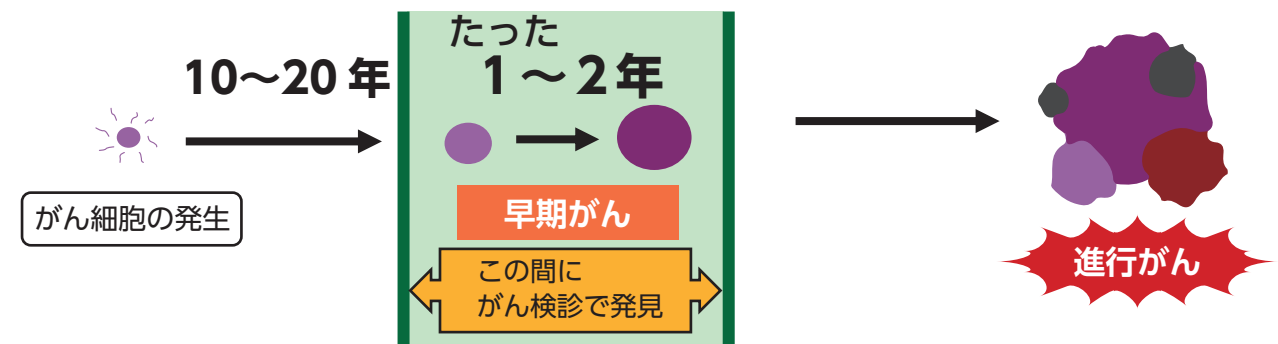 たった
10～20 年
1 ～ 2 年
がん細胞の発生
早期がん
この間に
がん検診で発見
進行がん